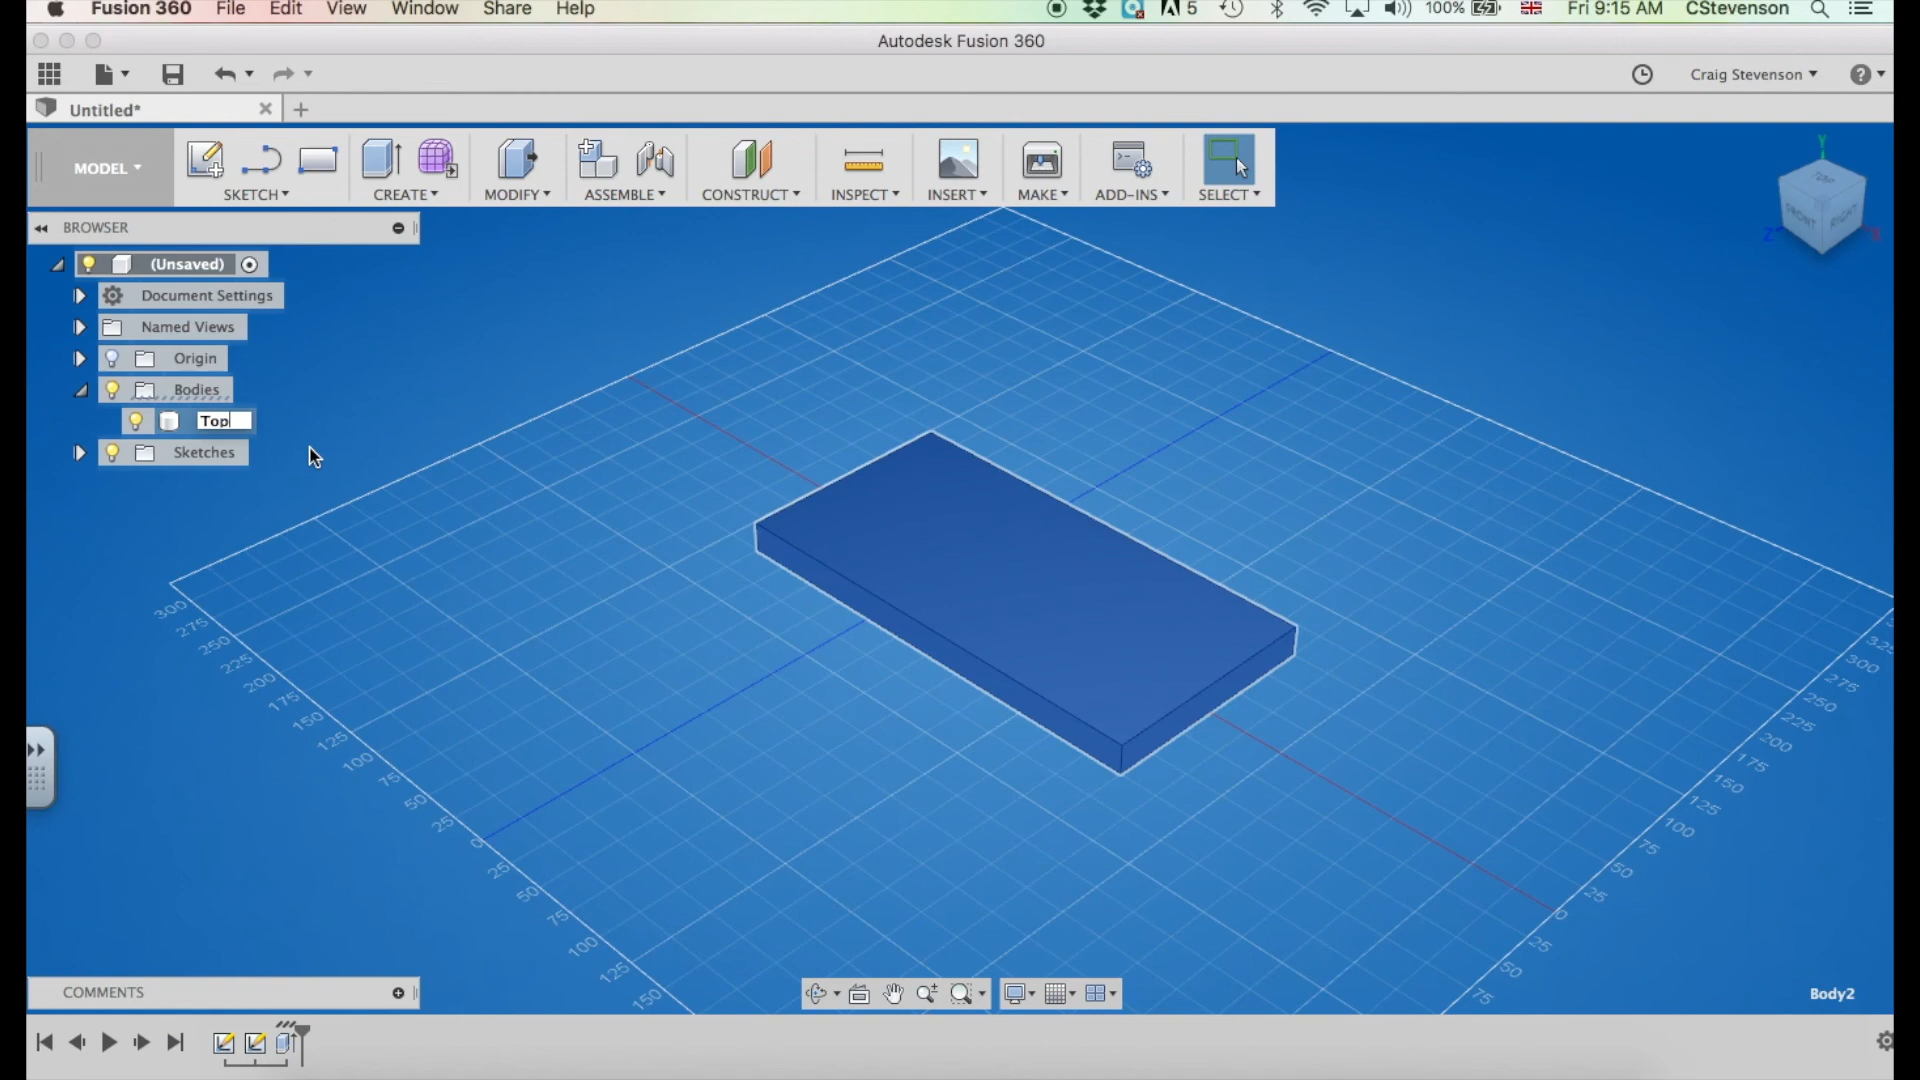 Fusion 360 File Edit View Window Share Help 5 100% Fri 9:15 AM CStevenson
Autodesk Fusion 360
Craig Stevenson
Untitled*
MODEL SKETCH CREATE MODIFY ASSEMBLE CONSTRUCT INSPECT INSERT MAKE ADD-INS SELECT
TOP
FRONT RIGHT
Y
Z X
BROWSER
(Unsaved)
Document Settings
Named Views
Origin
Bodies
Top
Sketches
300
275
250
225
200
175
150
125
100
75
50
25
0
25
50
75
100
125
150
325
300
275
250
225
200
175
150
125
100
75
50
25
0
25
50
75
COMMENTS
Body2